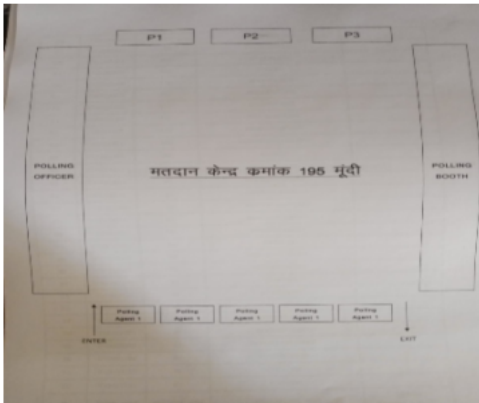 P1 P2 P3
POLLING
OFFICER
मतदान केन्द्र कमांक 195 मूंदी
POLLING
BOOTH
Polling
Agent 1
Polling
Agent 1
Polling
Agent 1
Polling
Agent 1
Polling
Agent 1
ENTER
EXIT